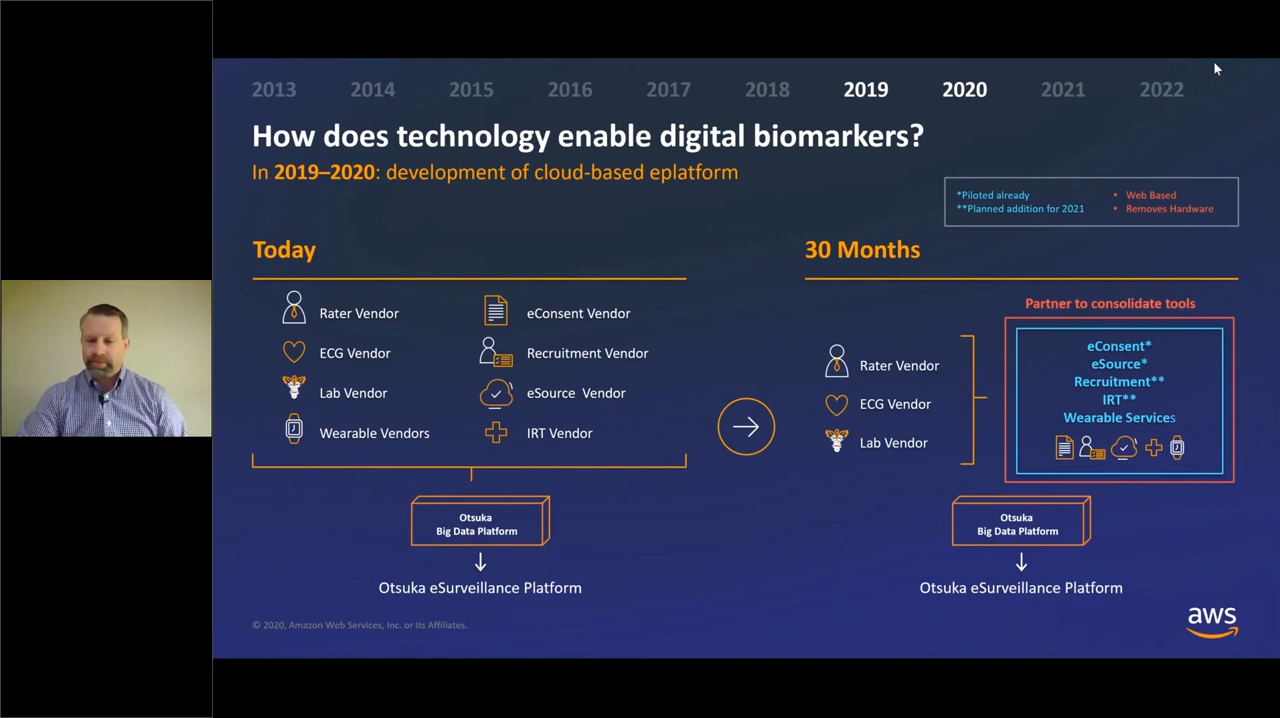 2013 2014 2015 2016 2017 2018 2019 2020 2021 2022
How does technology enable digital biomarkers?
In 2019–2020: development of cloud-based eplatform
*Piloted already
**Planned addition for 2021
• Web Based
• Removes Hardware
Today
Rater Vendor
ECG Vendor
Lab Vendor
Wearable Vendors
eConsent Vendor
Recruitment Vendor
eSource Vendor
IRT Vendor
Otsuka
Big Data Platform
Otsuka eSurveillance Platform
30 Months
Rater Vendor
ECG Vendor
Lab Vendor
Partner to consolidate tools
eConsent*
eSource*
Recruitment**
IRT**
Wearable Services
Otsuka
Big Data Platform
Otsuka eSurveillance Platform
© 2020, Amazon Web Services, Inc. or its Affiliates.
aws